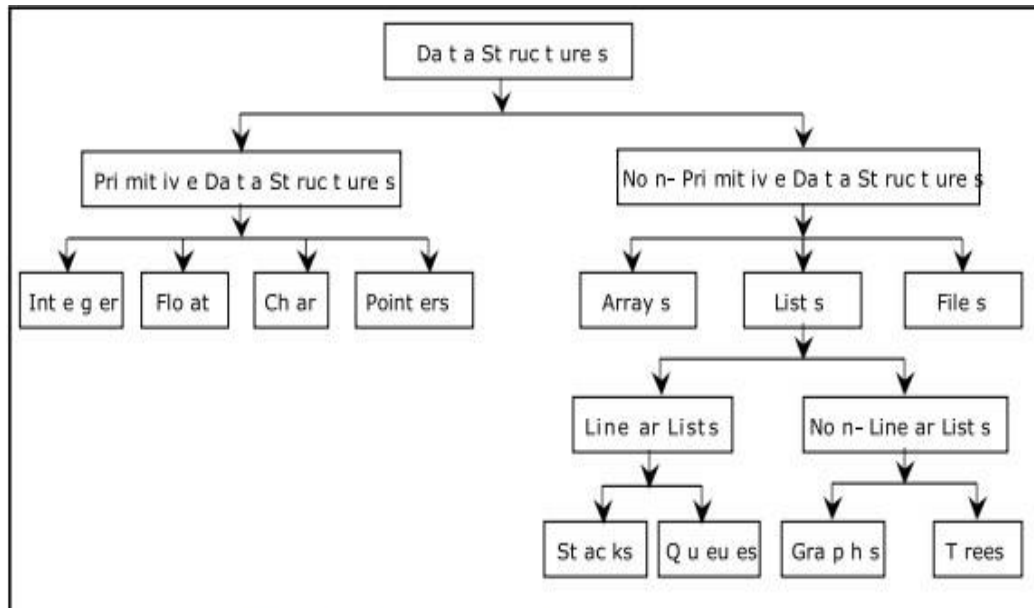 Data Structures
Primitive Data Structures
Non-Primitive Data Structures
Integer
Float
Char
Pointers
Arrays
Lists
Files
Linear Lists
Non-Linear Lists
Stacks
Queues
Graphs
Trees